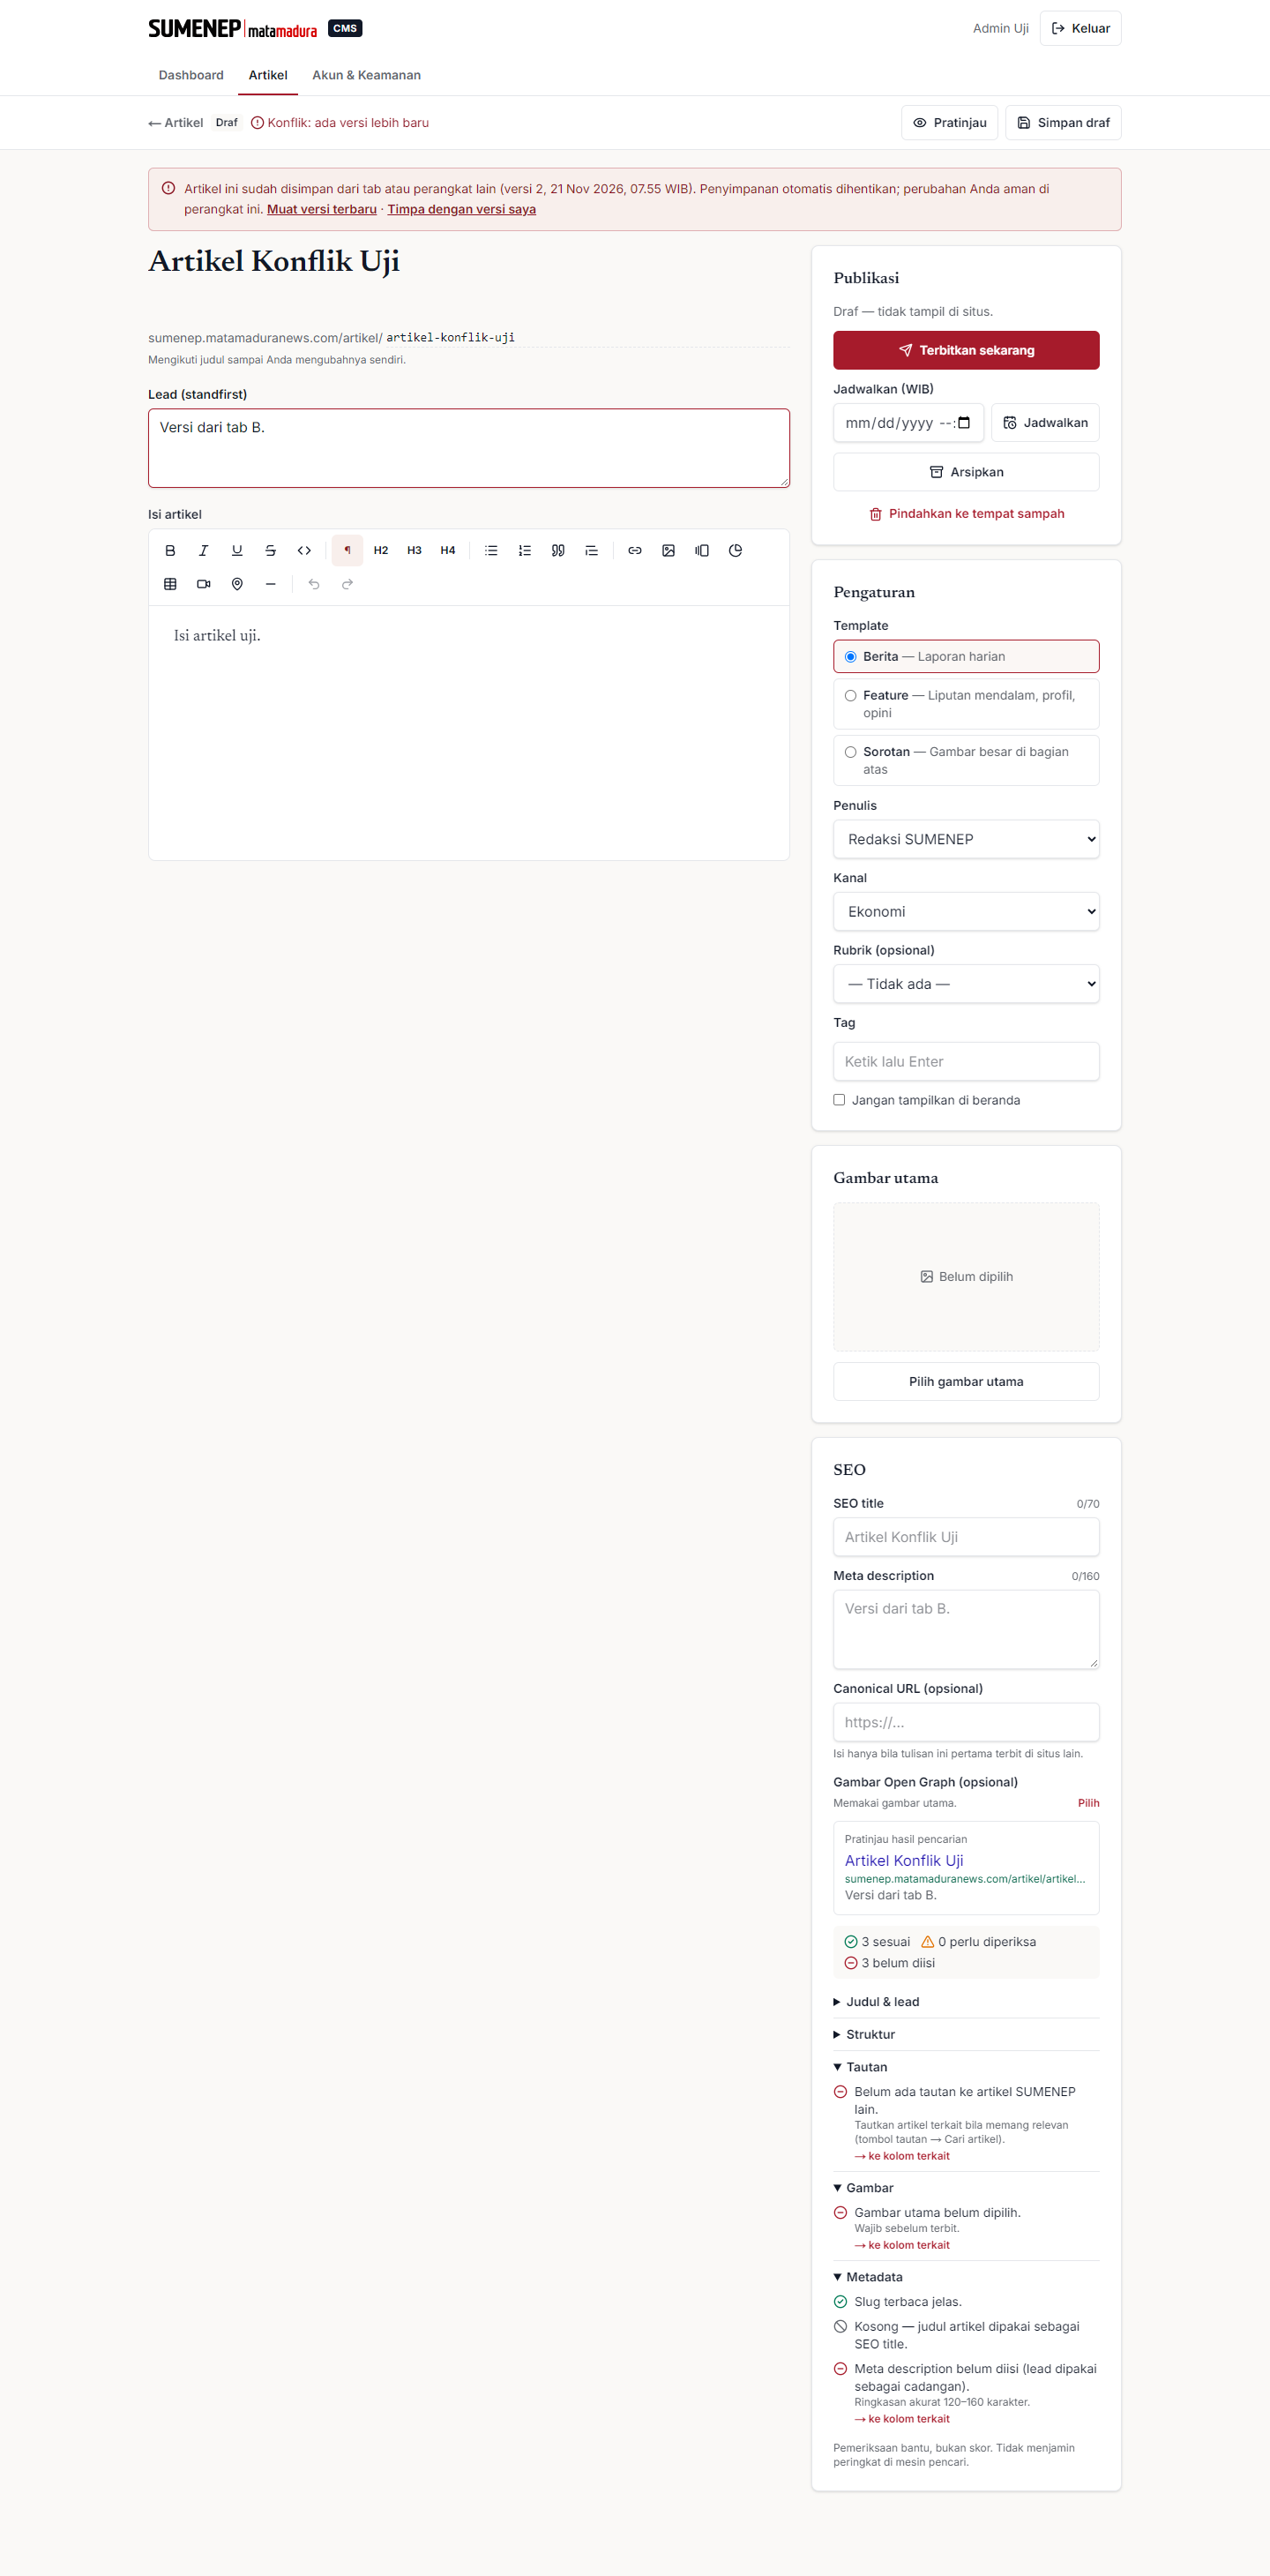 SUMENEP matamadura CMS
Admin Uji
Keluar
Dashboard
Artikel
Akun & Keamanan
← Artikel
Draf
Konflik: ada versi lebih baru
Pratinjau
Simpan draf
Artikel ini sudah disimpan dari tab atau perangkat lain (versi 2, 21 Nov 2026, 07.55 WIB). Penyimpanan otomatis dihentikan; perubahan Anda aman di
perangkat ini. Muat versi terbaru · Timpa dengan versi saya
Artikel Konflik Uji
sumenep.matamaduranews.com/artikel/ artikel-konflik-uji
Mengikuti judul sampai Anda mengubahnya sendiri.
Lead (standfirst)
Versi dari tab B.
Isi artikel
B I U S <> ¶ H2 H3 H4
Isi artikel uji.
Publikasi
Draf — tidak tampil di situs.
Terbitkan sekarang
Jadwalkan (WIB)
mm/dd/yyyy --:
Jadwalkan
Arsipkan
Pindahkan ke tempat sampah
Pengaturan
Template
Berita — Laporan harian
Feature — Liputan mendalam, profil,
opini
Sorotan — Gambar besar di bagian
atas
Penulis
Redaksi SUMENEP
Kanal
Ekonomi
Rubrik (opsional)
— Tidak ada —
Tag
Ketik lalu Enter
Jangan tampilkan di beranda
Gambar utama
Belum dipilih
Pilih gambar utama
SEO
SEO title 0/70
Artikel Konflik Uji
Meta description 0/160
Versi dari tab B.
Canonical URL (opsional)
https://…
Isi hanya bila tulisan ini pertama terbit di situs lain.
Gambar Open Graph (opsional)
Memakai gambar utama. Pilih
Pratinjau hasil pencarian
Artikel Konflik Uji
sumenep.matamaduranews.com/artikel/artikel…
Versi dari tab B.
3 sesuai 0 perlu diperiksa
3 belum diisi
Judul & lead
Struktur
Tautan
Belum ada tautan ke artikel SUMENEP
lain.
Tautkan artikel terkait bila memang relevan
(tombol tautan → Cari artikel).
→ ke kolom terkait
Gambar
Gambar utama belum dipilih.
Wajib sebelum terbit.
→ ke kolom terkait
Metadata
Slug terbaca jelas.
Kosong — judul artikel dipakai sebagai
SEO title.
Meta description belum diisi (lead dipakai
sebagai cadangan).
Ringkasan akurat 120–160 karakter.
→ ke kolom terkait
Pemeriksaan bantu, bukan skor. Tidak menjamin
peringkat di mesin pencari.